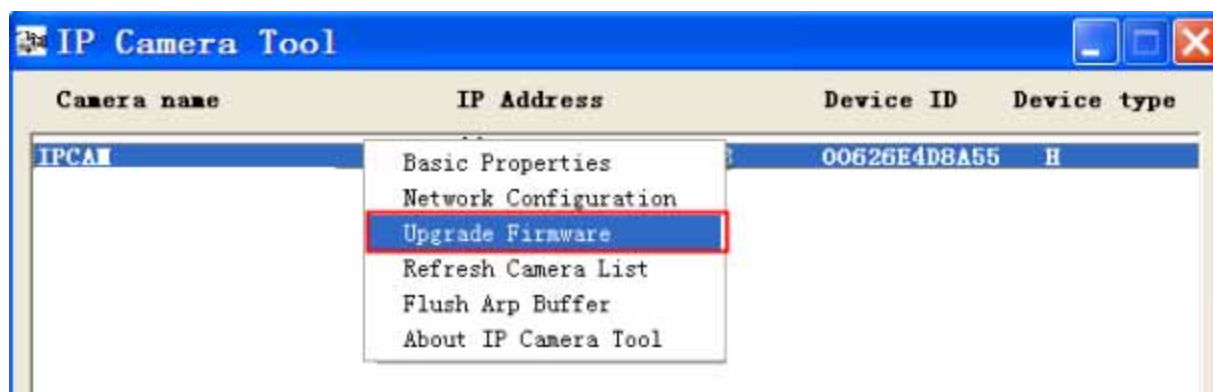 IP Camera Tool
Camera name IP Address Device ID Device type
IPCAM 00626E4D8A55 H
Basic Properties
Network Configuration
Upgrade Firmware
Refresh Camera List
Flush Arp Buffer
About IP Camera Tool